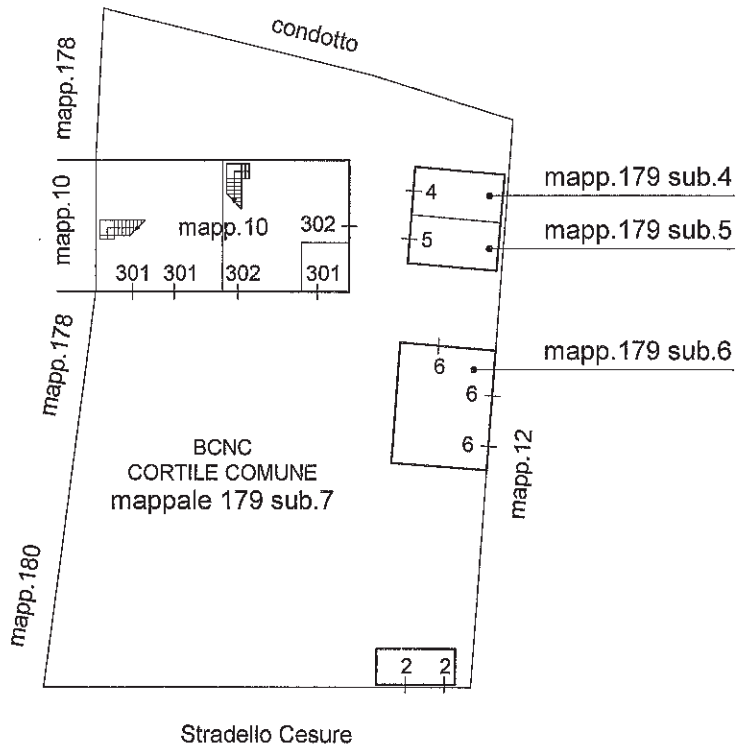 condotto
mapp.178
mapp.179 sub.4
4
mapp.10
mapp.10
302
mapp.179 sub.5
5
301
301
302
301
mapp.178
mapp.179 sub.6
6
6
6
mapp.12
BCNC
CORTILE COMUNE
mappale 179 sub.7
mapp.180
2
2
Stradello Cesure